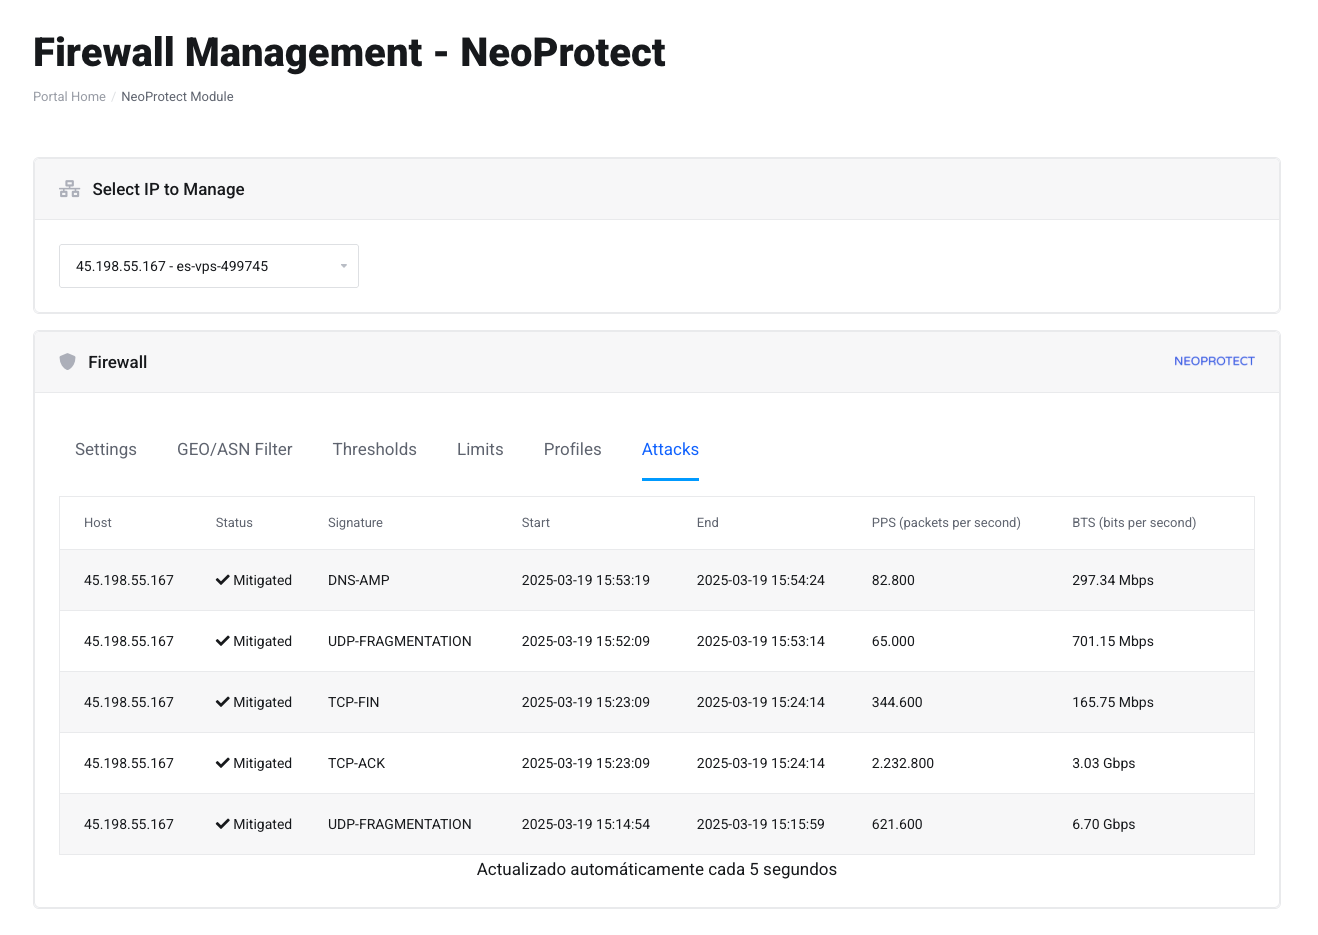 Firewall Management - NeoProtect
Portal Home / NeoProtect Module
Select IP to Manage
45.198.55.167 - es-vps-499745
Firewall NEOPROTECT
Settings GEO/ASN Filter Thresholds Limits Profiles Attacks
Host Status Signature Start End PPS (packets per second) BTS (bits per second)
45.198.55.167 Mitigated DNS-AMP 2025-03-19 15:53:19 2025-03-19 15:54:24 82.800 297.34 Mbps
45.198.55.167 Mitigated UDP-FRAGMENTATION 2025-03-19 15:52:09 2025-03-19 15:53:14 65.000 701.15 Mbps
45.198.55.167 Mitigated TCP-FIN 2025-03-19 15:23:09 2025-03-19 15:24:14 344.600 165.75 Mbps
45.198.55.167 Mitigated TCP-ACK 2025-03-19 15:23:09 2025-03-19 15:24:14 2.232.800 3.03 Gbps
45.198.55.167 Mitigated UDP-FRAGMENTATION 2025-03-19 15:14:54 2025-03-19 15:15:59 621.600 6.70 Gbps
Actualizado automáticamente cada 5 segundos